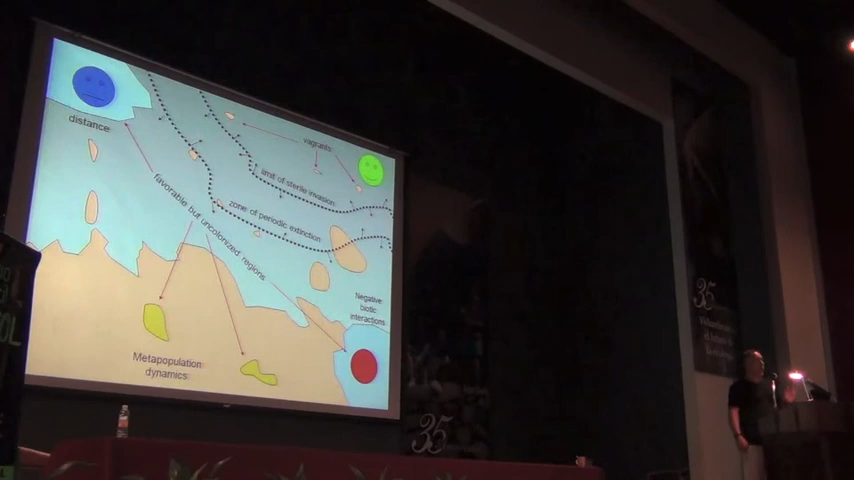 distance
vagrants
limit of sterile invasion
zone of periodic extinction
favorable but uncolonized regions
Negative
biotic
interactions
Metapopulation
dynamics
35
35